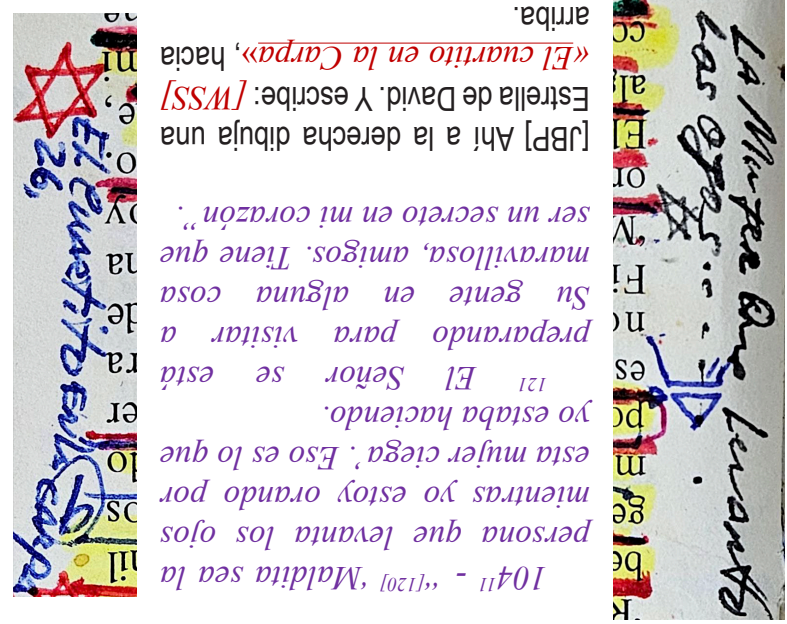 LA Mujer Que Levantó
Las Ojos...
104₁₁ - “[120] ‘Maldita sea la
persona que levanta los ojos
mientras yo estoy orando por
esta mujer ciega’. Eso es lo que
yo estaba haciendo.
121 El Señor se está
preparando para visitar a
Su gente en alguna cosa
maravillosa, amigos. Tiene que
ser un secreto en mi corazón”.
[JBP] Ahí a la derecha dibuja una
Estrella de David. Y escribe: [WSS]
«El cuartito en la Carpa», hacia
arriba.
El cuartito En la Carpa
26,